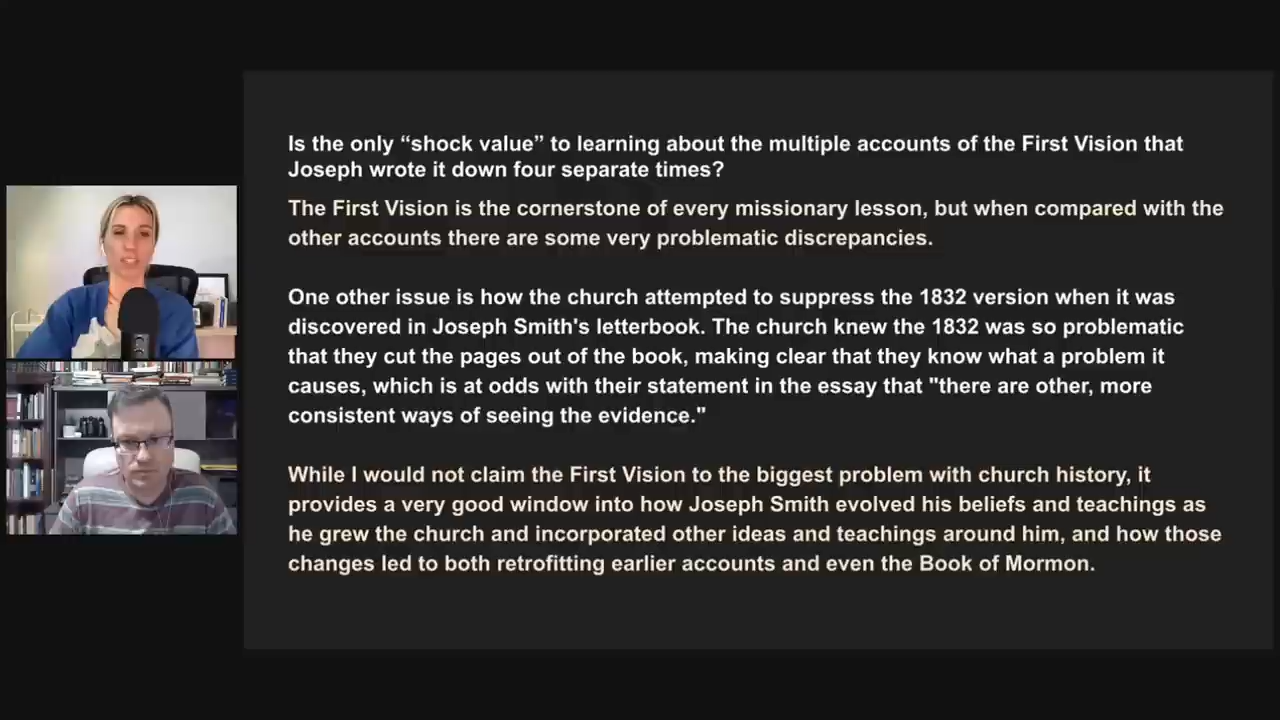 Is the only “shock value” to learning about the multiple accounts of the First Vision that
Joseph wrote it down four separate times?
The First Vision is the cornerstone of every missionary lesson, but when compared with the
other accounts there are some very problematic discrepancies.
One other issue is how the church attempted to suppress the 1832 version when it was
discovered in Joseph Smith's letterbook. The church knew the 1832 was so problematic
that they cut the pages out of the book, making clear that they know what a problem it
causes, which is at odds with their statement in the essay that "there are other, more
consistent ways of seeing the evidence."
While I would not claim the First Vision to the biggest problem with church history, it
provides a very good window into how Joseph Smith evolved his beliefs and teachings as
he grew the church and incorporated other ideas and teachings around him, and how those
changes led to both retrofitting earlier accounts and even the Book of Mormon.